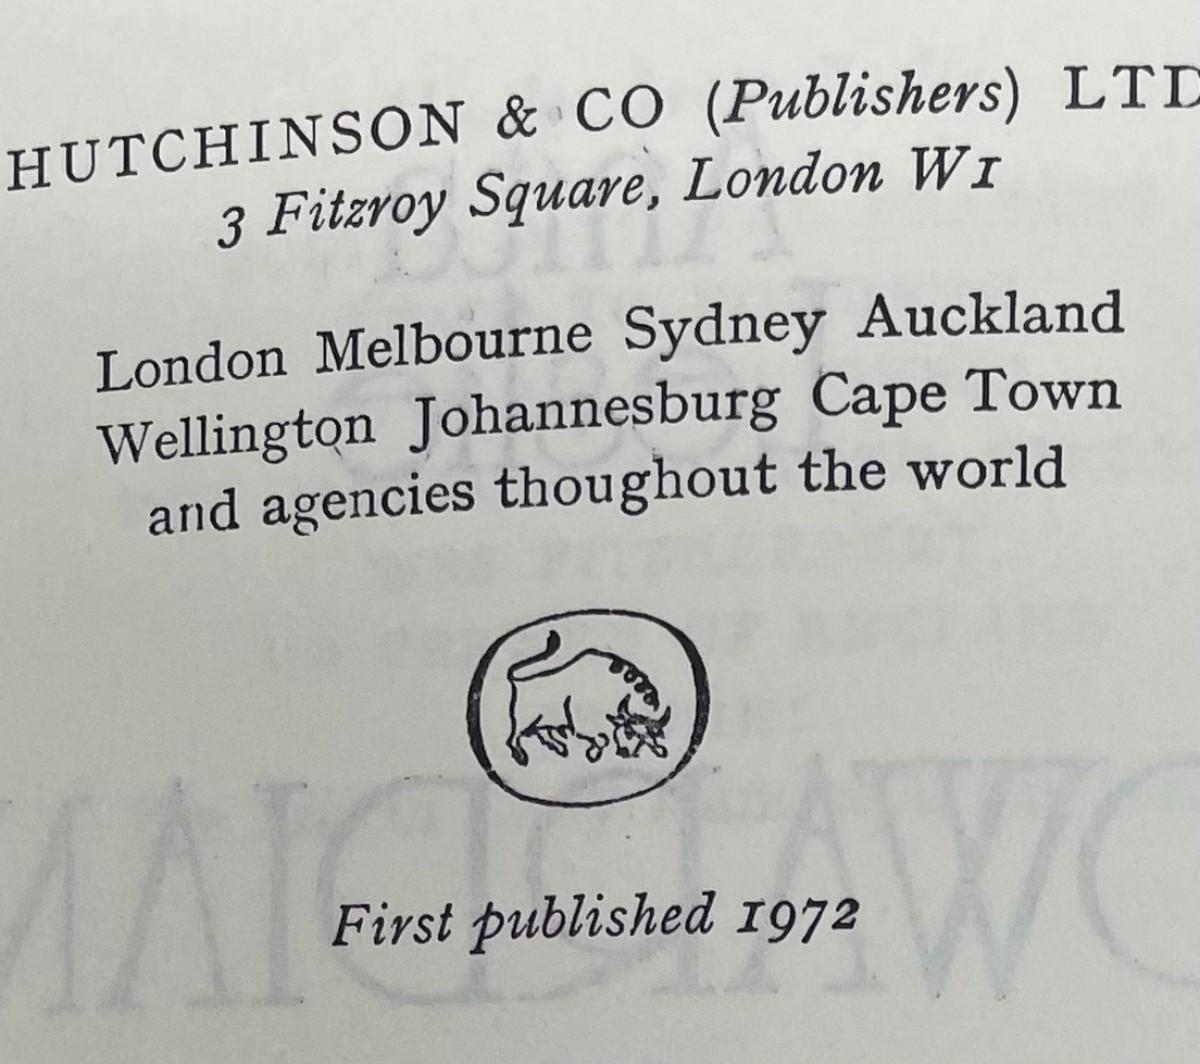 HUTCHINSON & CO (Publishers) LTD
3 Fitzroy Square, London W1
London Melbourne Sydney Auckland
Wellington Johannesburg Cape Town
and agencies thoughout the world
First published 1972